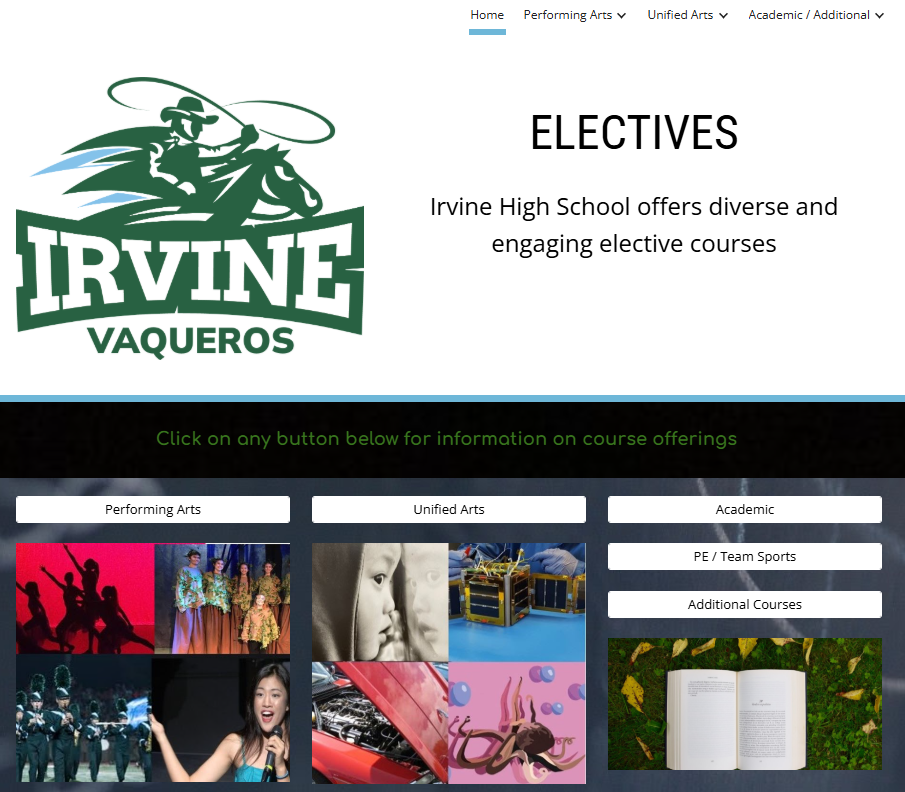 Home Performing Arts Unified Arts Academic / Additional
IRVINE
VAQUEROS
ELECTIVES
Irvine High School offers diverse and
engaging elective courses
Click on any button below for information on course offerings
Performing Arts
Unified Arts
Academic
PE / Team Sports
Additional Courses